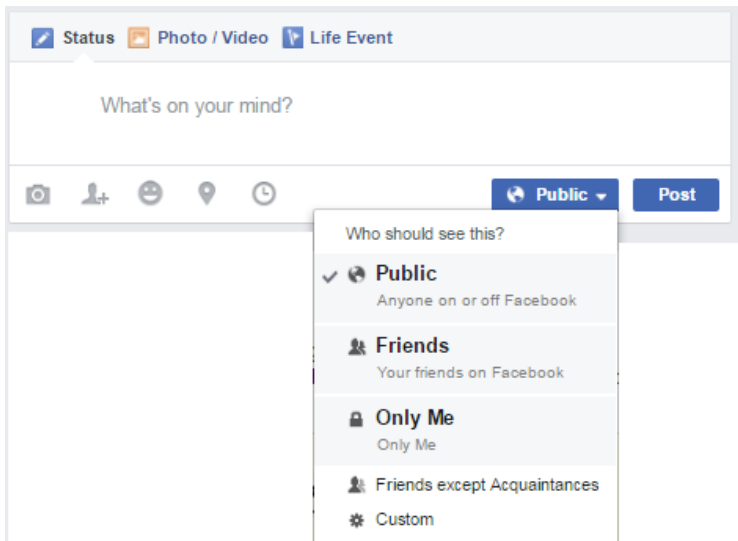 Status Photo / Video Life Event
What's on your mind?
Public Post
Who should see this?
Public
Anyone on or off Facebook
Friends
Your friends on Facebook
Only Me
Only Me
Friends except Acquaintances
Custom